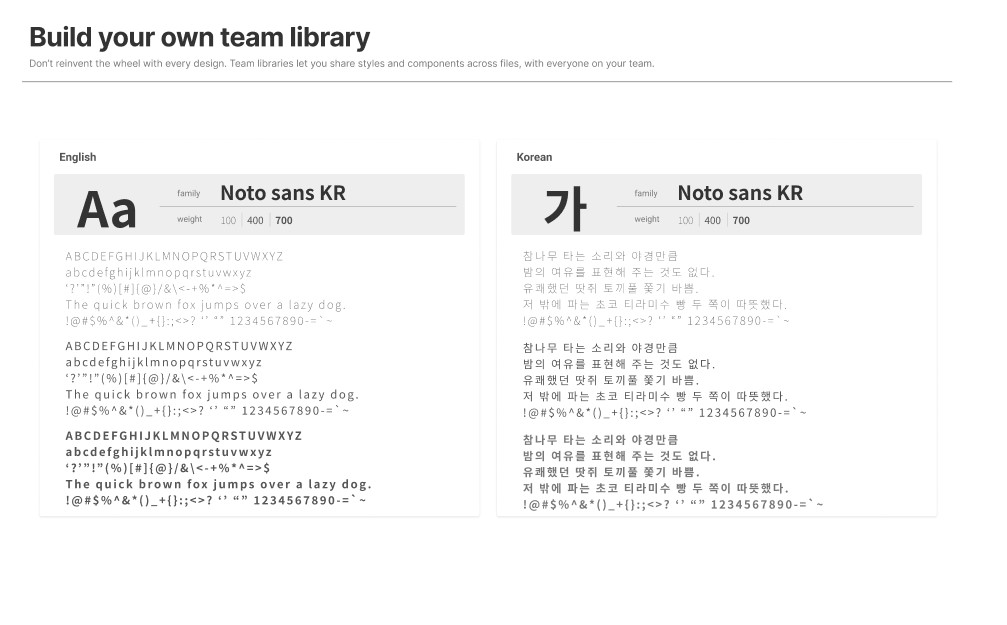 Build your own team library
Don't reinvent the wheel with every design. Team libraries let you share styles and components across files, with everyone on your team.
English
Aa
family
Noto sans KR
weight
100
400
700
ABCDEFGHIJKLMNOPQRSTUVWXYZ
abcdefghijklmnopqrstuvwxyz
‘?’”!”(%)[#]{@}/&\<-+%*^=>$
The quick brown fox jumps over a lazy dog.
!@#$%^&*()_+{}:;<>? ‘’ “” 1234567890-=`~
ABCDEFGHIJKLMNOPQRSTUVWXYZ
abcdefghijklmnopqrstuvwxyz
‘?’”!”(%)[#]{@}/&\<-+%*^=>$
The quick brown fox jumps over a lazy dog.
!@#$%^&*()_+{}:;<>? ‘’ “” 1234567890-=`~
ABCDEFGHIJKLMNOPQRSTUVWXYZ
abcdefghijklmnopqrstuvwxyz
‘?’”!”(%)[#]{@}/&\<-+%*^=>$
The quick brown fox jumps over a lazy dog.
!@#$%^&*()_+{}:;<>? ‘’ “” 1234567890-=`~
Korean
가
family
Noto sans KR
weight
100
400
700
참나무 타는 소리와 야경만큼
밤의 여유를 표현해 주는 것도 없다.
유쾌했던 땃쥐 토끼풀 쫓기 바쁨.
저 밖에 파는 초코 티라미수 빵 두 쪽이 따뜻했다.
!@#$%^&*()_+{}:;<>? ‘’ “” 1234567890-=`~
참나무 타는 소리와 야경만큼
밤의 여유를 표현해 주는 것도 없다.
유쾌했던 땃쥐 토끼풀 쫓기 바쁨.
저 밖에 파는 초코 티라미수 빵 두 쪽이 따뜻했다.
!@#$%^&*()_+{}:;<>? ‘’ “” 1234567890-=`~
참나무 타는 소리와 야경만큼
밤의 여유를 표현해 주는 것도 없다.
유쾌했던 땃쥐 토끼풀 쫓기 바쁨.
저 밖에 파는 초코 티라미수 빵 두 쪽이 따뜻했다.
!@#$%^&*()_+{}:;<>? ‘’ “” 1234567890-=`~